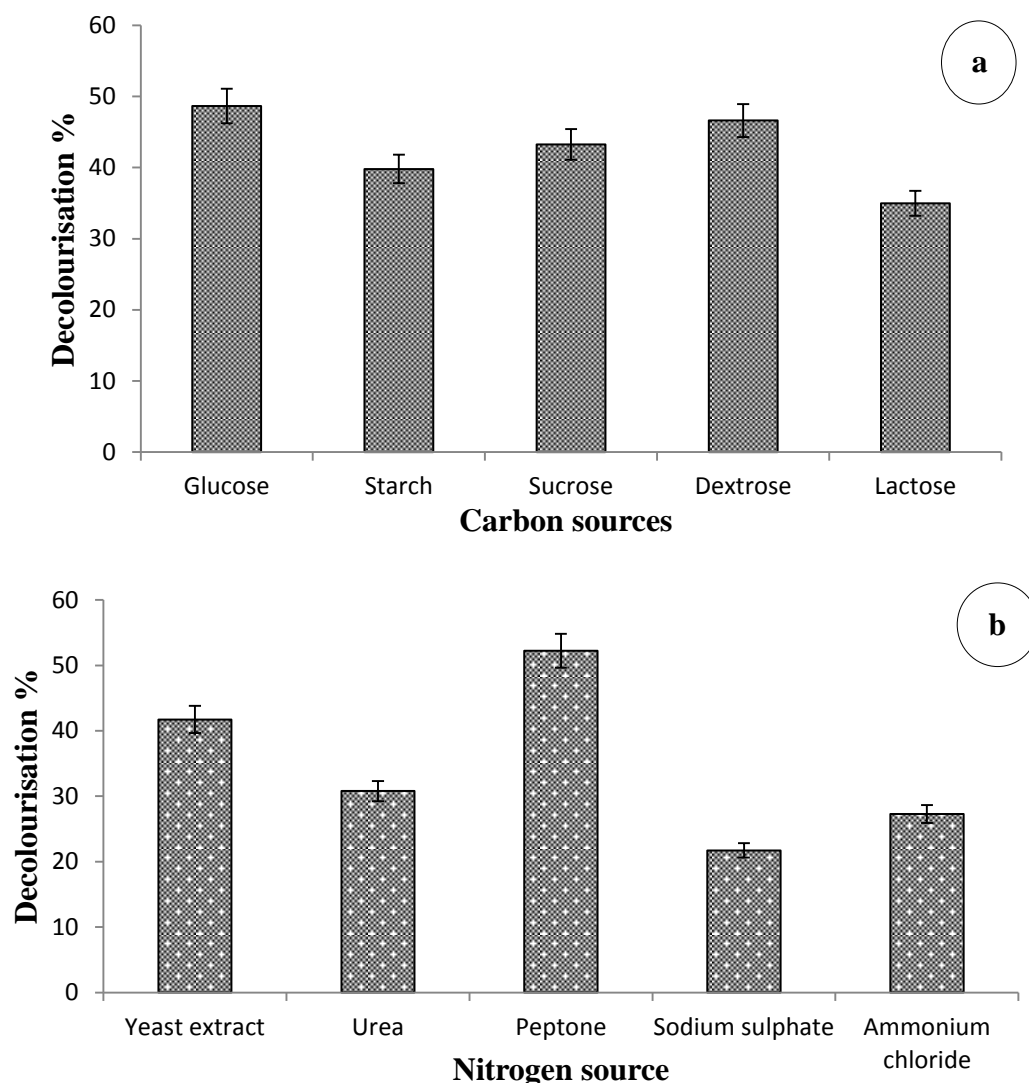 a
Decolourisation %
60
50
40
30
20
10
0
Glucose Starch Sucrose Dextrose Lactose
Carbon sources
b
Decolourisation %
60
50
40
30
20
10
0
Yeast extract Urea Peptone Sodium sulphate Ammonium
chloride
Nitrogen source